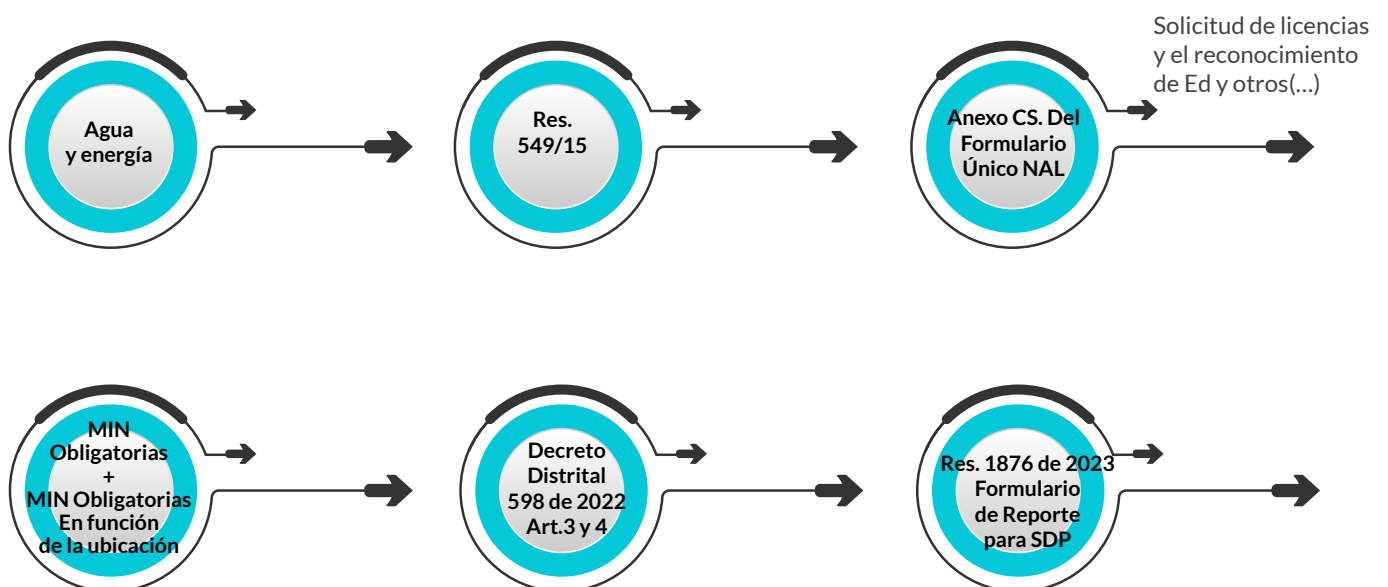 Agua
y energía
Res.
549/15
Anexo CS. Del
Formulario
Único NAL
Solicitud de licencias
y el reconocimiento
de Ed y otros(...)
MIN
Obligatorias
+
MIN Obligatorias
En función
de la ubicación
Decreto
Distrital
598 de 2022
Art.3 y 4
Res. 1876 de 2023
Formulario
de Reporte
para SDP